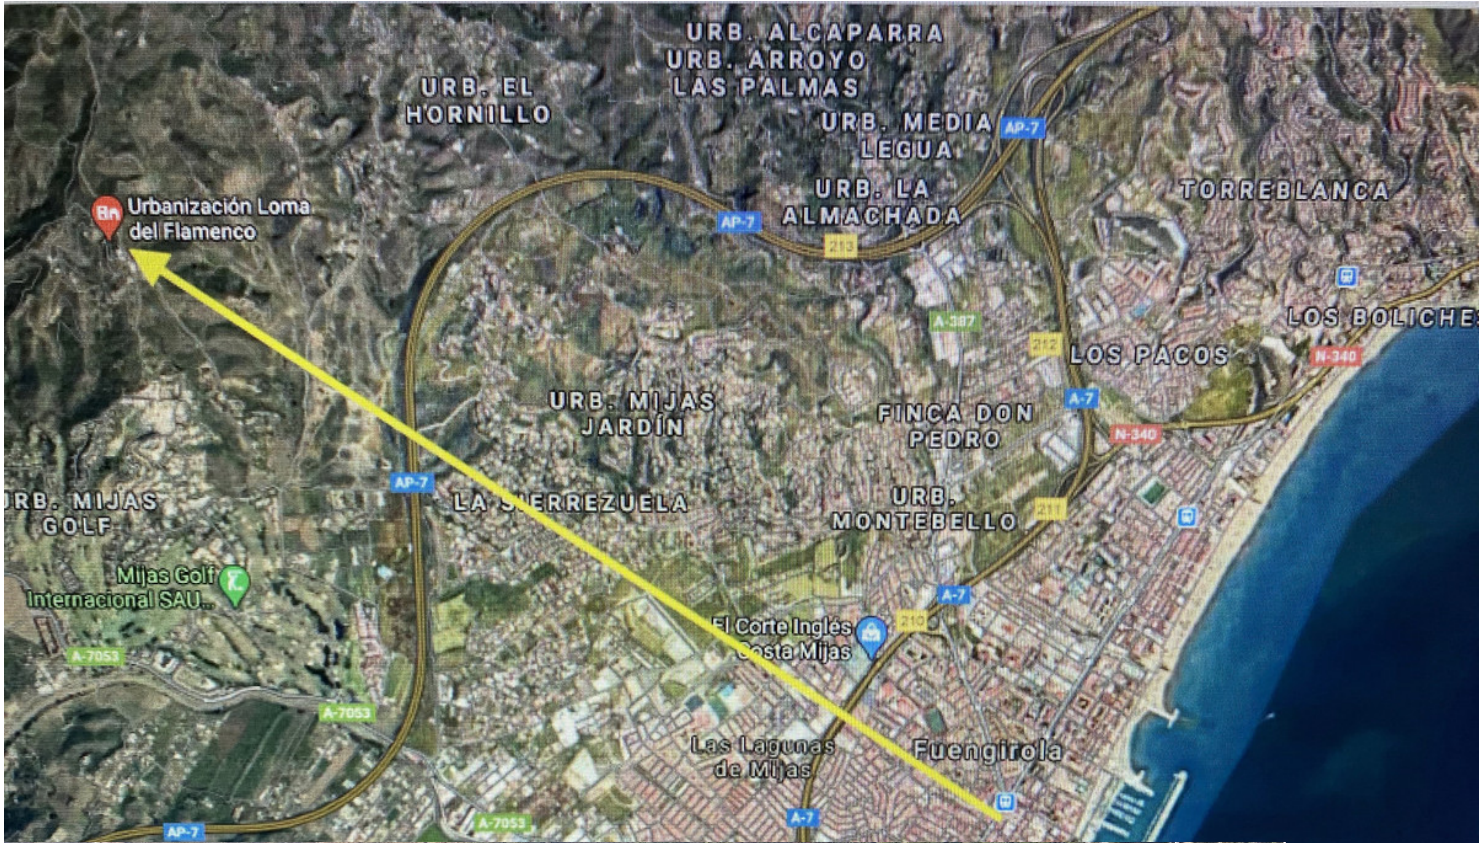 URB. ALCAPARRA
URB. ARROYO
LAS PALMAS
URB. EL
HORNILLO
URB. MEDIA
LEGUA
AP-7
URB. LA
ALMACHADA
TORREBLANCA
Urbanización Loma
del Flamenco
AP-7
213
A-387
212
LOS PACOS
LOS BOLICHE
N-340
URB. MIJAS
JARDÍN
FINCA DON
PEDRO
A-7
N-340
AP-7
LA SIERREZUELA
URB.
MONTEBELLO
211
URB. MIJAS
GOLF
Mijas Golf
Internacional SAU...
A-7
210
El Corte Inglés
Costa Mijas
A-7053
A-7053
Las Lagunas
de Mijas
Fuengirola
AP-7
A-7053
A-7